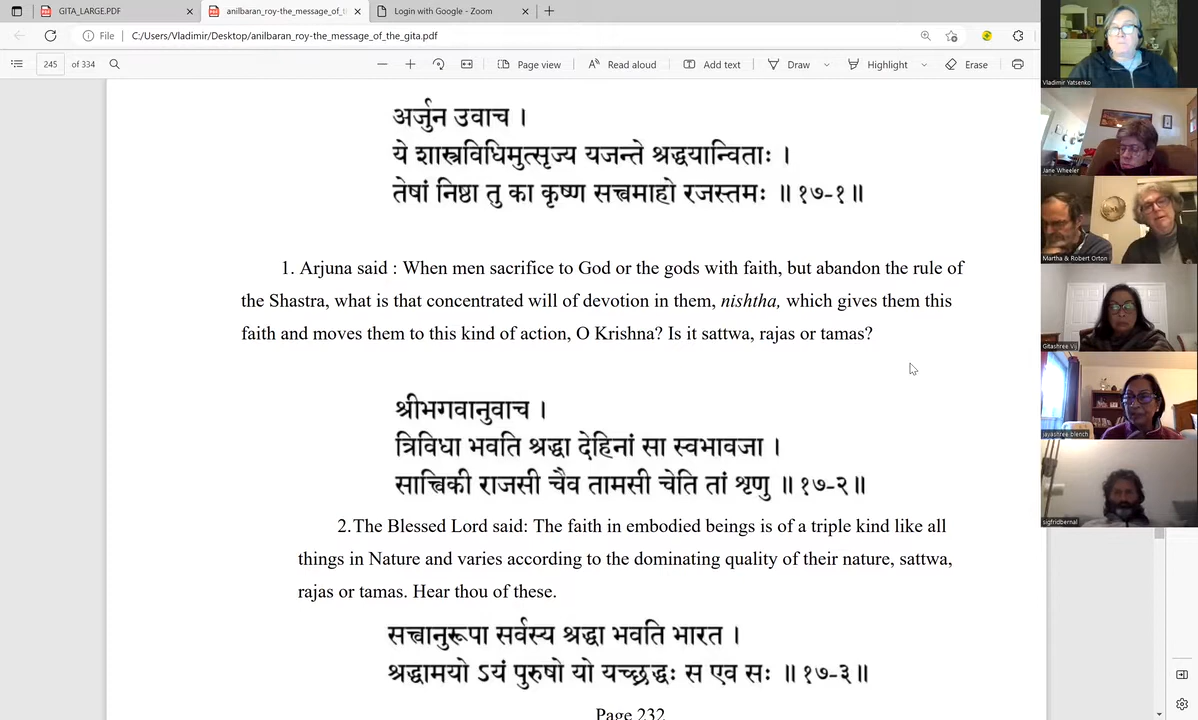 GITA_LARGE.PDF
anilbaran_roy-the_message_of_t
Login with Google - Zoom
File
C:/Users/Vladimir/Desktop/anilbaran_roy-the_message_of_the_gita.pdf
245 of 334
Page view
Read aloud
Add text
Draw
Highlight
Erase
अर्जुन उवाच ।
ये शास्त्रविधिमुत्सृज्य यजन्ते श्रद्धयान्विताः ।
तेषां निष्ठा तु का कृष्ण सत्त्वमाहो रजस्तमः ॥ १७-१॥
1. Arjuna said : When men sacrifice to God or the gods with faith, but abandon the rule of
the Shastra, what is that concentrated will of devotion in them, nishtha, which gives them this
faith and moves them to this kind of action, O Krishna? Is it sattwa, rajas or tamas?
श्रीभगवानुवाच ।
त्रिविधा भवति श्रद्धा देहिनां सा स्वभावजा ।
सात्त्विकी राजसी चैव तामसी चेति तां शृणु ॥ १७-२॥
2.The Blessed Lord said: The faith in embodied beings is of a triple kind like all
things in Nature and varies according to the dominating quality of their nature, sattwa,
rajas or tamas. Hear thou of these.
सत्त्वानुरूपा सर्वस्य श्रद्धा भवति भारत ।
श्रद्धामयो ऽयं पुरुषो यो यच्छ्रद्धः स एव सः ॥ १७-३॥
Page 232
Vladimir Yatsenko
Jane Wheeler
Martha & Robert Orton
Gitashree Vij
jayashree blench
sigfridbernal